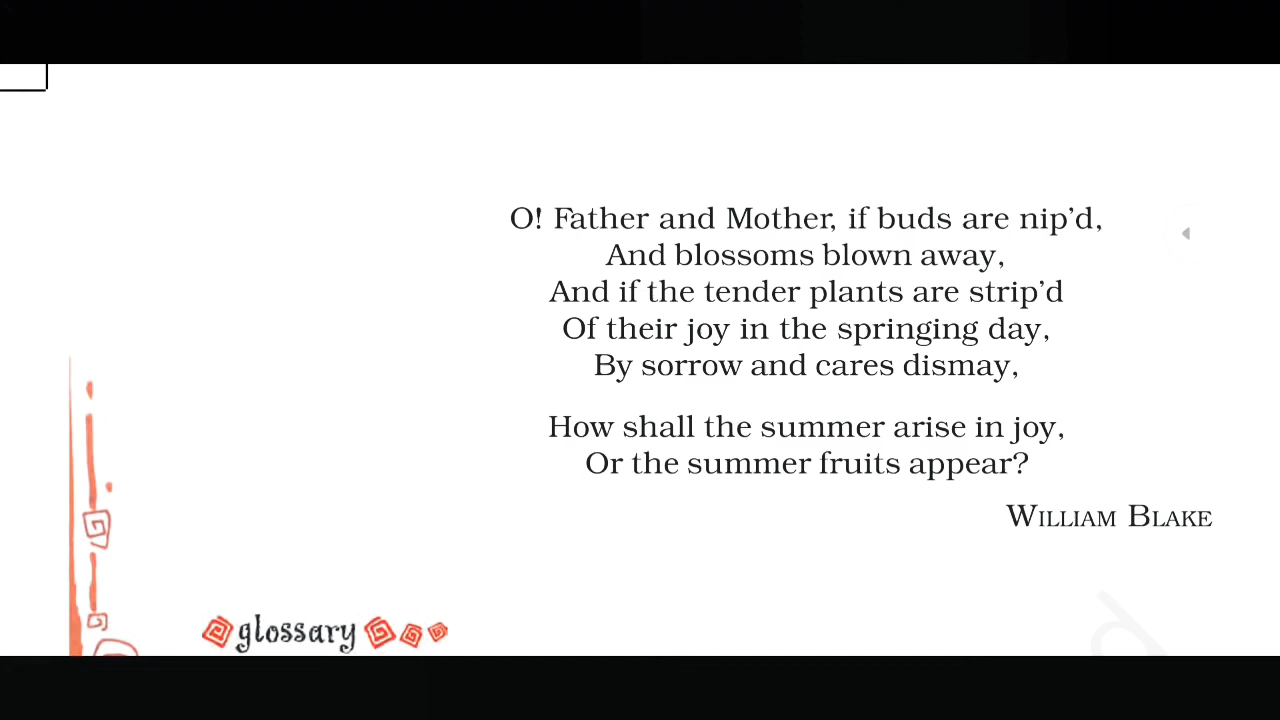 O! Father and Mother, if buds are nip’d,
And blossoms blown away,
And if the tender plants are strip’d
Of their joy in the springing day,
By sorrow and cares dismay,
How shall the summer arise in joy,
Or the summer fruits appear?
WILLIAM BLAKE
glossary